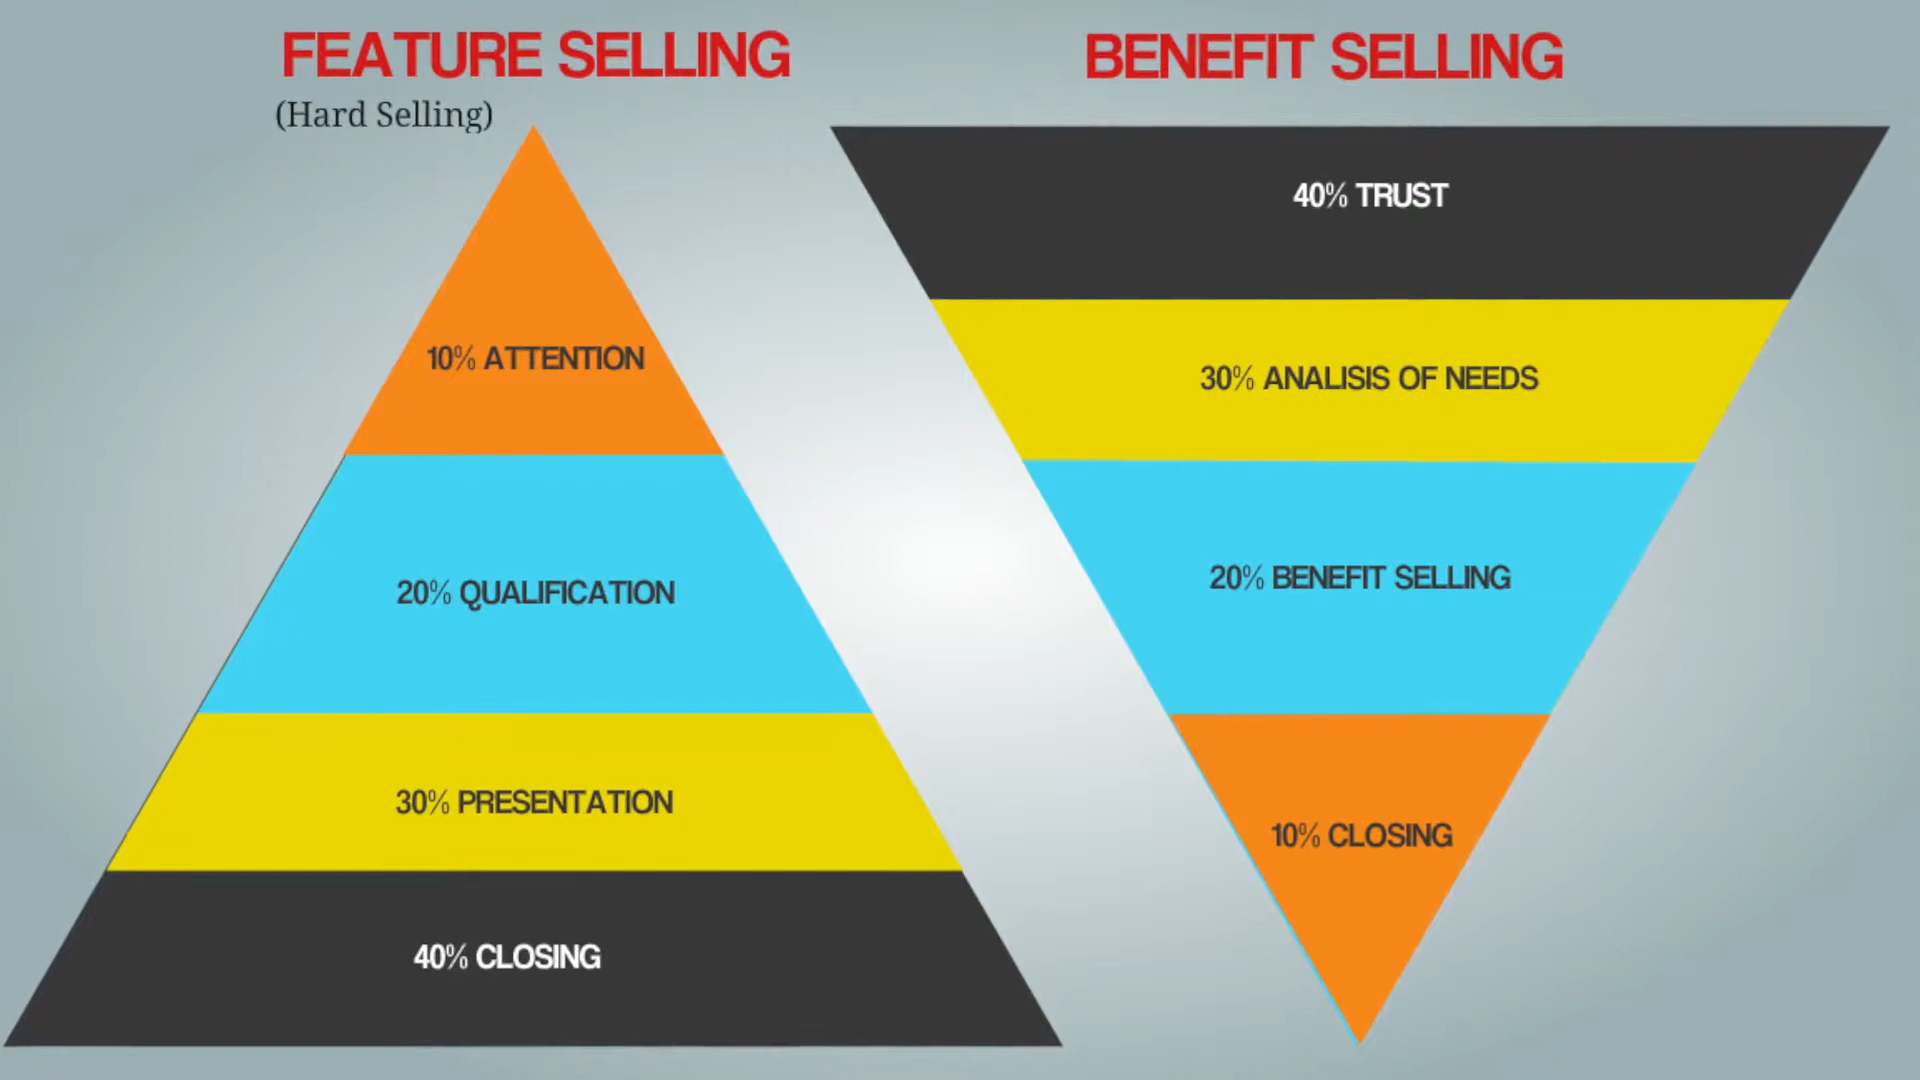 FEATURE SELLING
(Hard Selling)
10% ATTENTION
20% QUALIFICATION
30% PRESENTATION
40% CLOSING
BENEFIT SELLING
40% TRUST
30% ANALISIS OF NEEDS
20% BENEFIT SELLING
10% CLOSING